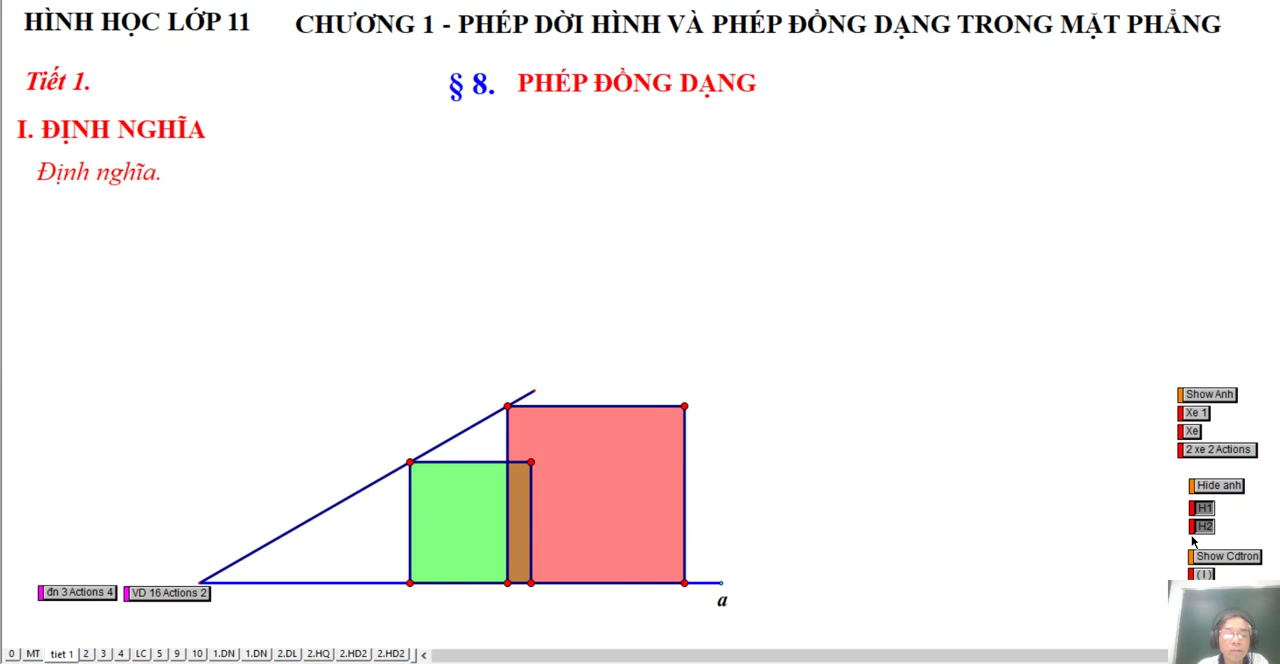 HÌNH HỌC LỚP 11 CHƯƠNG 1 - PHÉP DỜI HÌNH VÀ PHÉP ĐỒNG DẠNG TRONG MẶT PHẲNG
Tiết 1. § 8. PHÉP ĐỒNG DẠNG
I. ĐỊNH NGHĨA
Định nghĩa.
Show Anh
Xe 1
Xe
2 xe 2 Actions
Hide anh
H1
H2
Show Cdtron
( I )
đn 3 Actions 4 VD 16 Actions 2
a
0 MT tiet 1 2 3 4 LC 5 9 10 1.DN 1.DN 2.DL 2.HQ 2.HD2 2.HD2 <